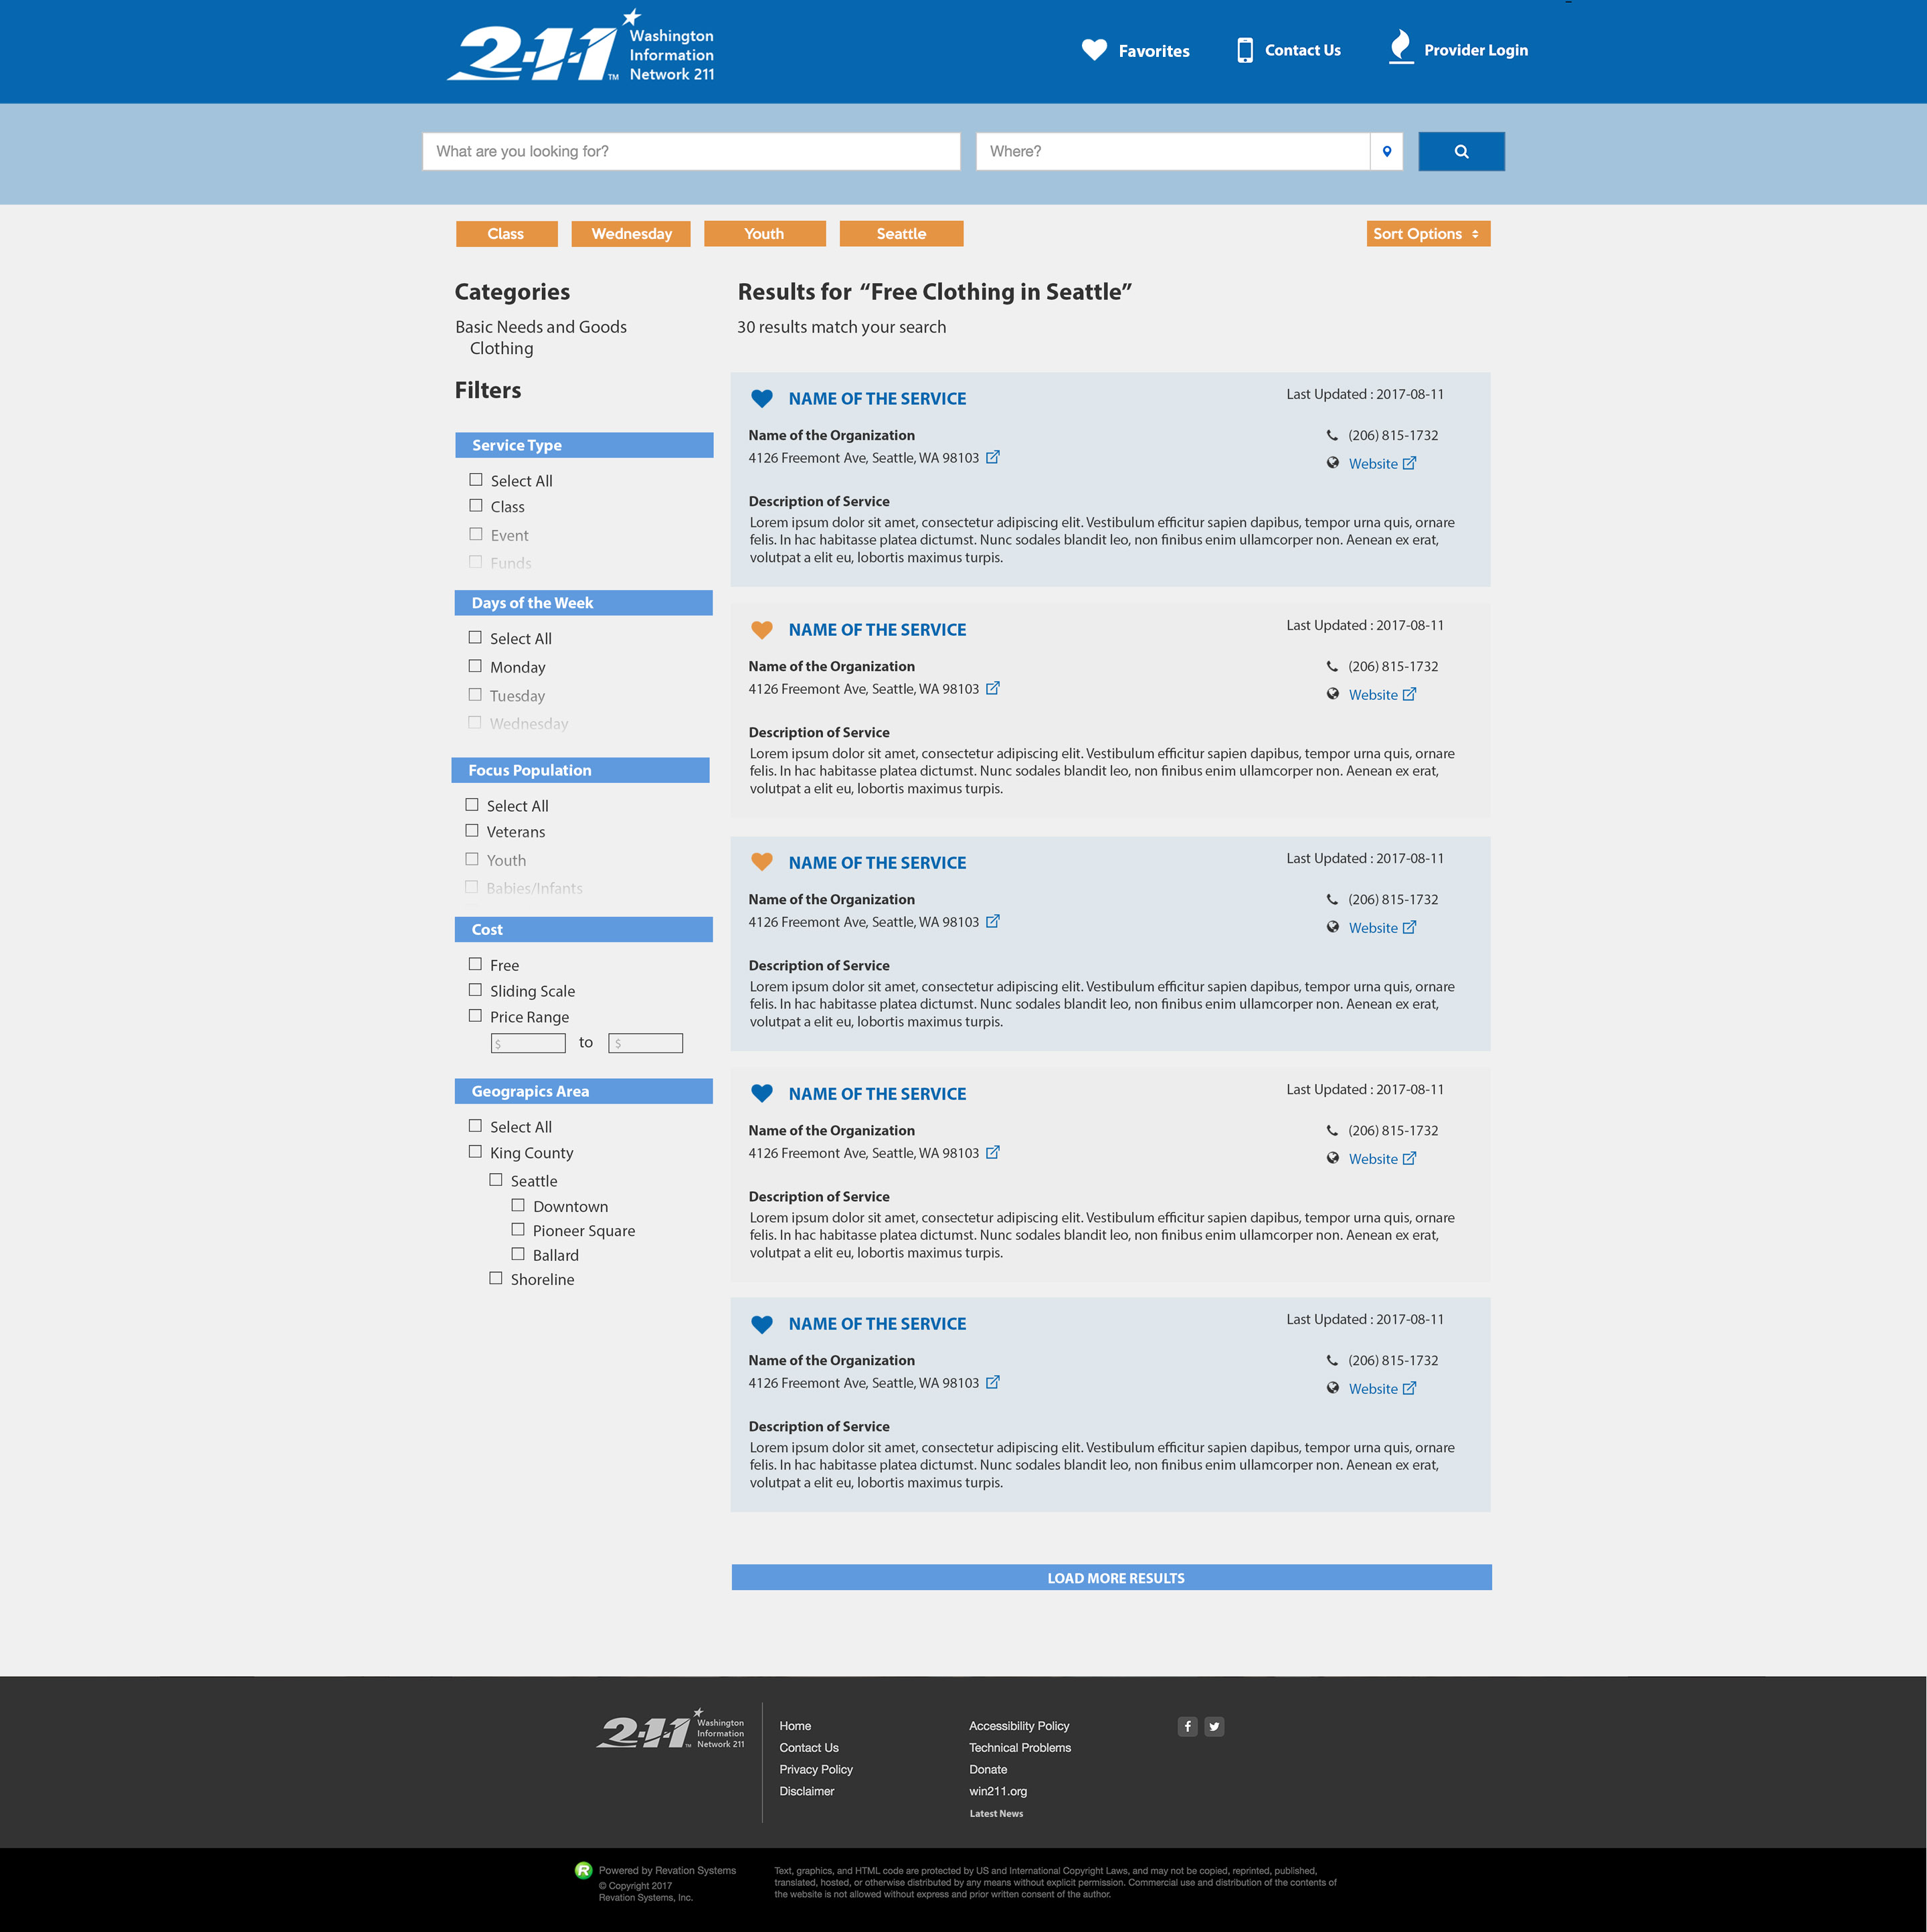 2-1-1 TM
Washington
Information
Network 211
Favorites
Contact Us
Provider Login
What are you looking for?
Where?
Class
Wednesday
Youth
Seattle
Sort Options
Categories
Basic Needs and Goods
Clothing
Filters
Service Type
Select All
Class
Event
Funds
Days of the Week
Select All
Monday
Tuesday
Wednesday
Focus Population
Select All
Veterans
Youth
Babies/Infants
Cost
Free
Sliding Scale
Price Range
$ to $
Geograpics Area
Select All
King County
Seattle
Downtown
Pioneer Square
Ballard
Shoreline
Results for “Free Clothing in Seattle”
30 results match your search
NAME OF THE SERVICE
Last Updated : 2017-08-11
Name of the Organization
(206) 815-1732
4126 Freemont Ave, Seattle, WA 98103
Website
Description of Service
Lorem ipsum dolor sit amet, consectetur adipiscing elit. Vestibulum efficitur sapien dapibus, tempor urna quis, ornare
felis. In hac habitasse platea dictumst. Nunc sodales blandit leo, non finibus enim ullamcorper non. Aenean ex erat,
volutpat a elit eu, lobortis maximus turpis.
NAME OF THE SERVICE
Last Updated : 2017-08-11
Name of the Organization
(206) 815-1732
4126 Freemont Ave, Seattle, WA 98103
Website
Description of Service
Lorem ipsum dolor sit amet, consectetur adipiscing elit. Vestibulum efficitur sapien dapibus, tempor urna quis, ornare
felis. In hac habitasse platea dictumst. Nunc sodales blandit leo, non finibus enim ullamcorper non. Aenean ex erat,
volutpat a elit eu, lobortis maximus turpis.
NAME OF THE SERVICE
Last Updated : 2017-08-11
Name of the Organization
(206) 815-1732
4126 Freemont Ave, Seattle, WA 98103
Website
Description of Service
Lorem ipsum dolor sit amet, consectetur adipiscing elit. Vestibulum efficitur sapien dapibus, tempor urna quis, ornare
felis. In hac habitasse platea dictumst. Nunc sodales blandit leo, non finibus enim ullamcorper non. Aenean ex erat,
volutpat a elit eu, lobortis maximus turpis.
NAME OF THE SERVICE
Last Updated : 2017-08-11
Name of the Organization
(206) 815-1732
4126 Freemont Ave, Seattle, WA 98103
Website
Description of Service
Lorem ipsum dolor sit amet, consectetur adipiscing elit. Vestibulum efficitur sapien dapibus, tempor urna quis, ornare
felis. In hac habitasse platea dictumst. Nunc sodales blandit leo, non finibus enim ullamcorper non. Aenean ex erat,
volutpat a elit eu, lobortis maximus turpis.
NAME OF THE SERVICE
Last Updated : 2017-08-11
Name of the Organization
(206) 815-1732
4126 Freemont Ave, Seattle, WA 98103
Website
Description of Service
Lorem ipsum dolor sit amet, consectetur adipiscing elit. Vestibulum efficitur sapien dapibus, tempor urna quis, ornare
felis. In hac habitasse platea dictumst. Nunc sodales blandit leo, non finibus enim ullamcorper non. Aenean ex erat,
volutpat a elit eu, lobortis maximus turpis.
LOAD MORE RESULTS
2-1-1 TM
Washington
Information
Network 211
Home
Contact Us
Privacy Policy
Disclaimer
Accessibility Policy
Technical Problems
Donate
win211.org
Latest News
f
R
Powered by Revation Systems
© Copyright 2017
Revation Systems, Inc.
Text, graphics, and HTML code are protected by US and International Copyright Laws, and may not be copied, reprinted, published,
translated, hosted, or otherwise distributed by any means without explicit permission. Commercial use and distribution of the contents of
the website is not allowed without express and prior written consent of the author.